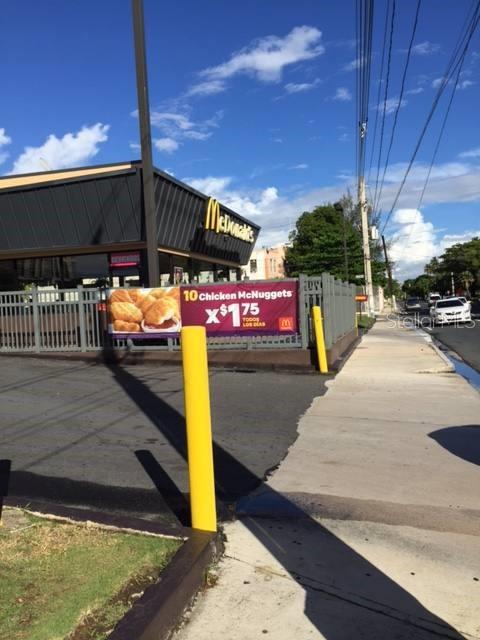 McDonald's
10 Chicken McNuggets
x$1.75
TODOS
LOS DÍAS